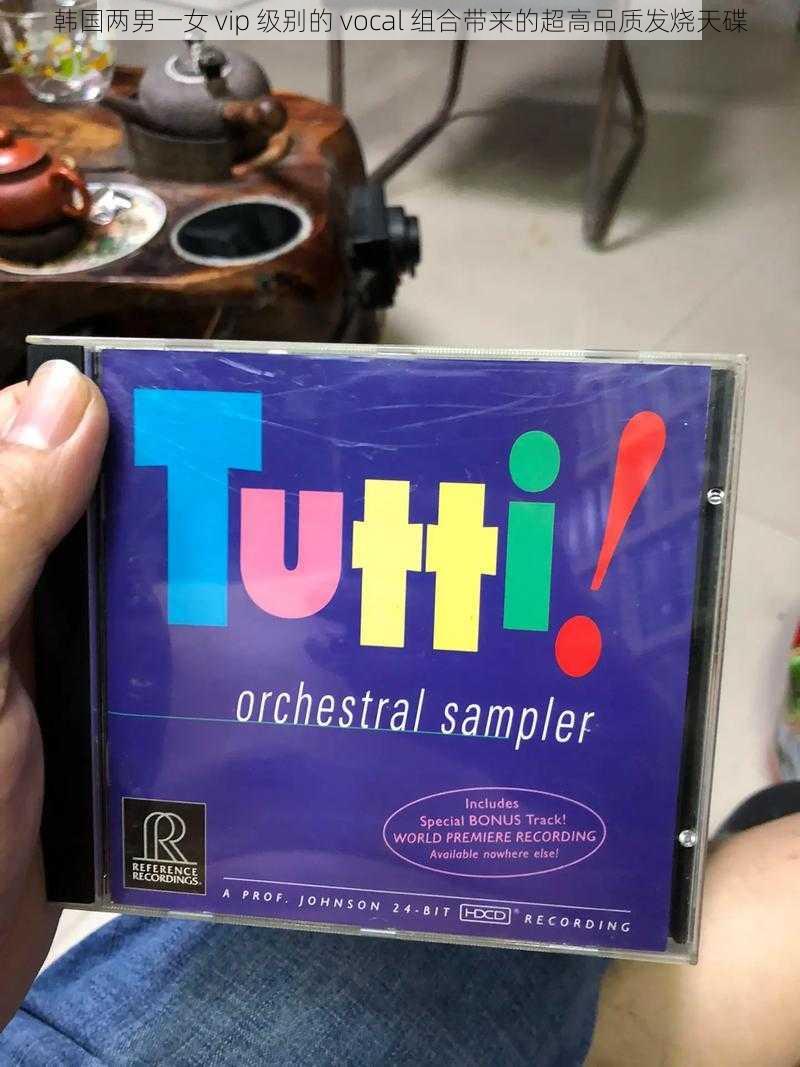 韩国两男一女 vip 级别的 vocal 组合带来的超高品质发烧天碟
Tutti!
orchestral sampler
Includes
Special BONUS Track!
WORLD PREMIERE RECORDING
Available nowhere else!
R
REFERENCE
RECORDINGS
A PROF. JOHNSON 24-BIT HDCD® RECORDING